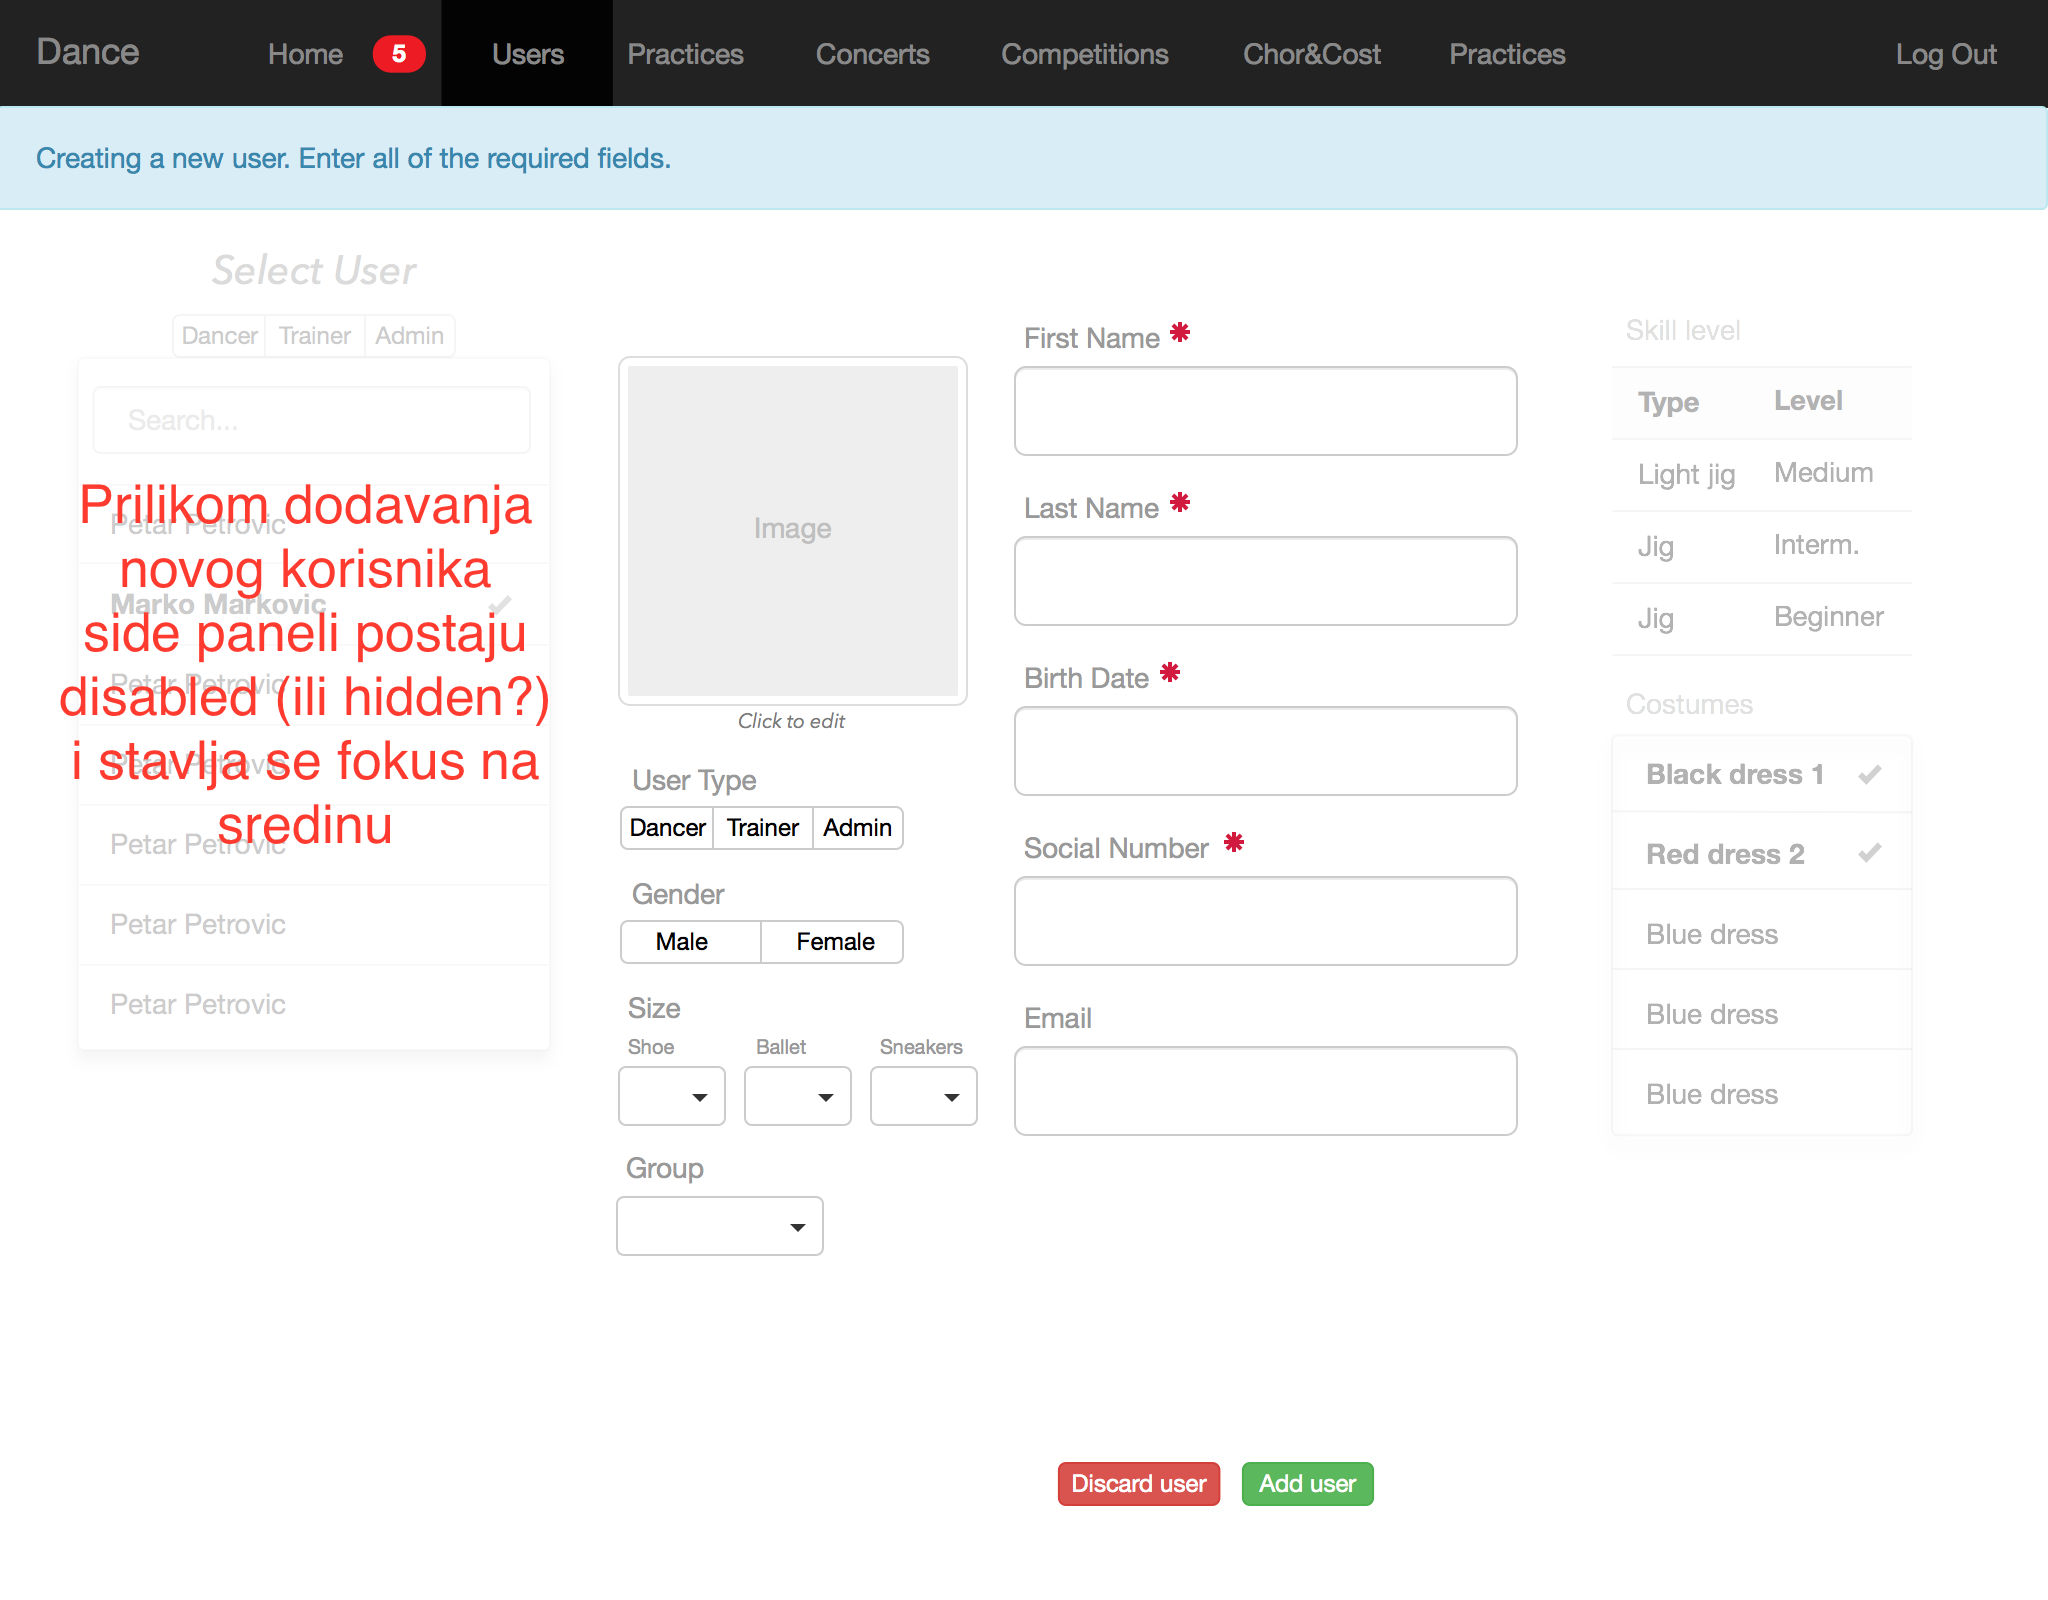 Dance Home 5 Users Practices Concerts Competitions Chor&Cost Practices Log Out
Creating a new user. Enter all of the required fields.
Select User
Dancer Trainer Admin
Search...
Petar Petrovic
Marko Markovic
Petar Petrovic
Petar Petrovic
Petar Petrovic
Petar Petrovic
Petar Petrovic
Prilikom dodavanja
novog korisnika
side paneli postaju
disabled (ili hidden?)
i stavlja se fokus na
sredinu
Image
Click to edit
User Type
Dancer Trainer Admin
Gender
Male Female
Size
Shoe Ballet Sneakers
Group
First Name *
Last Name *
Birth Date *
Social Number *
Email
Discard user Add user
Skill level
Type Level
Light jig Medium
Jig Interm.
Jig Beginner
Costumes
Black dress 1
Red dress 2
Blue dress
Blue dress
Blue dress